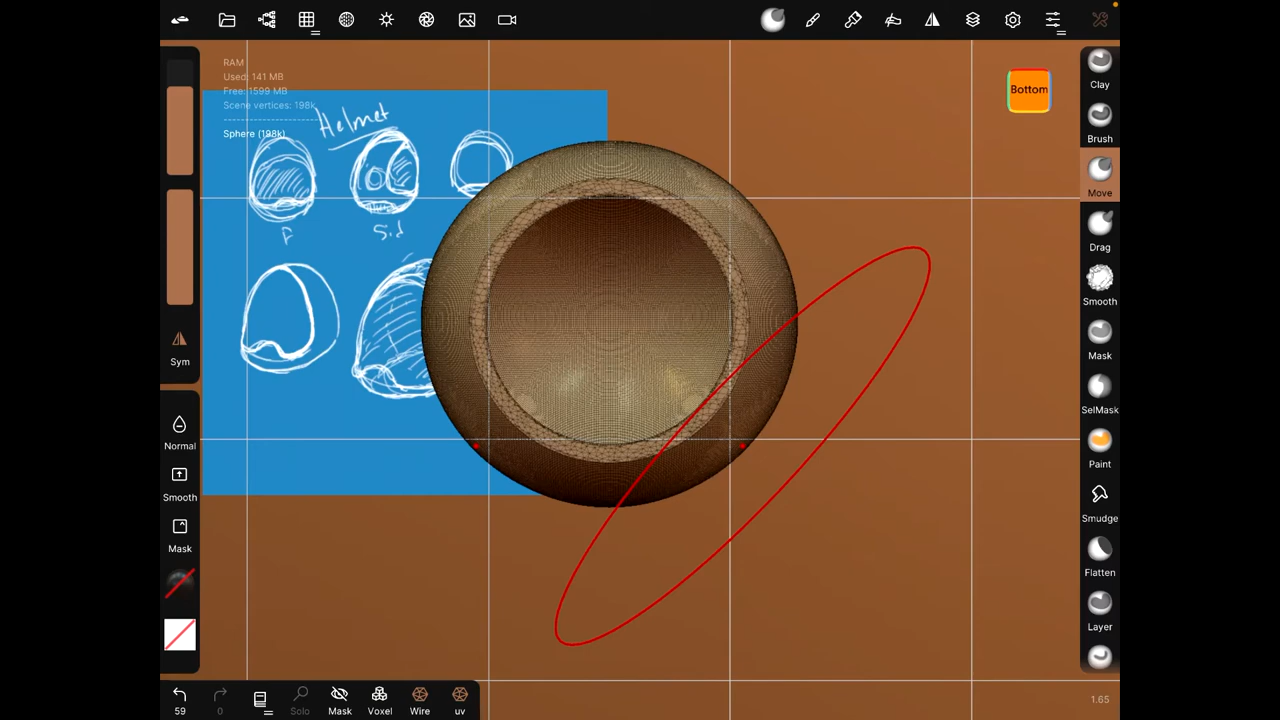 RAM
Used: 141 MB
Free: 1599 MB
Scene vertices: 198k
--------------------
Sphere (198k)
Helmet
F
S.d
Bottom
Sym
Normal
Smooth
Mask
Clay
Brush
Move
Drag
Smooth
Mask
SelMask
Paint
Smudge
Flatten
Layer
59
0
Solo
Mask
Voxel
Wire
uv
1.65